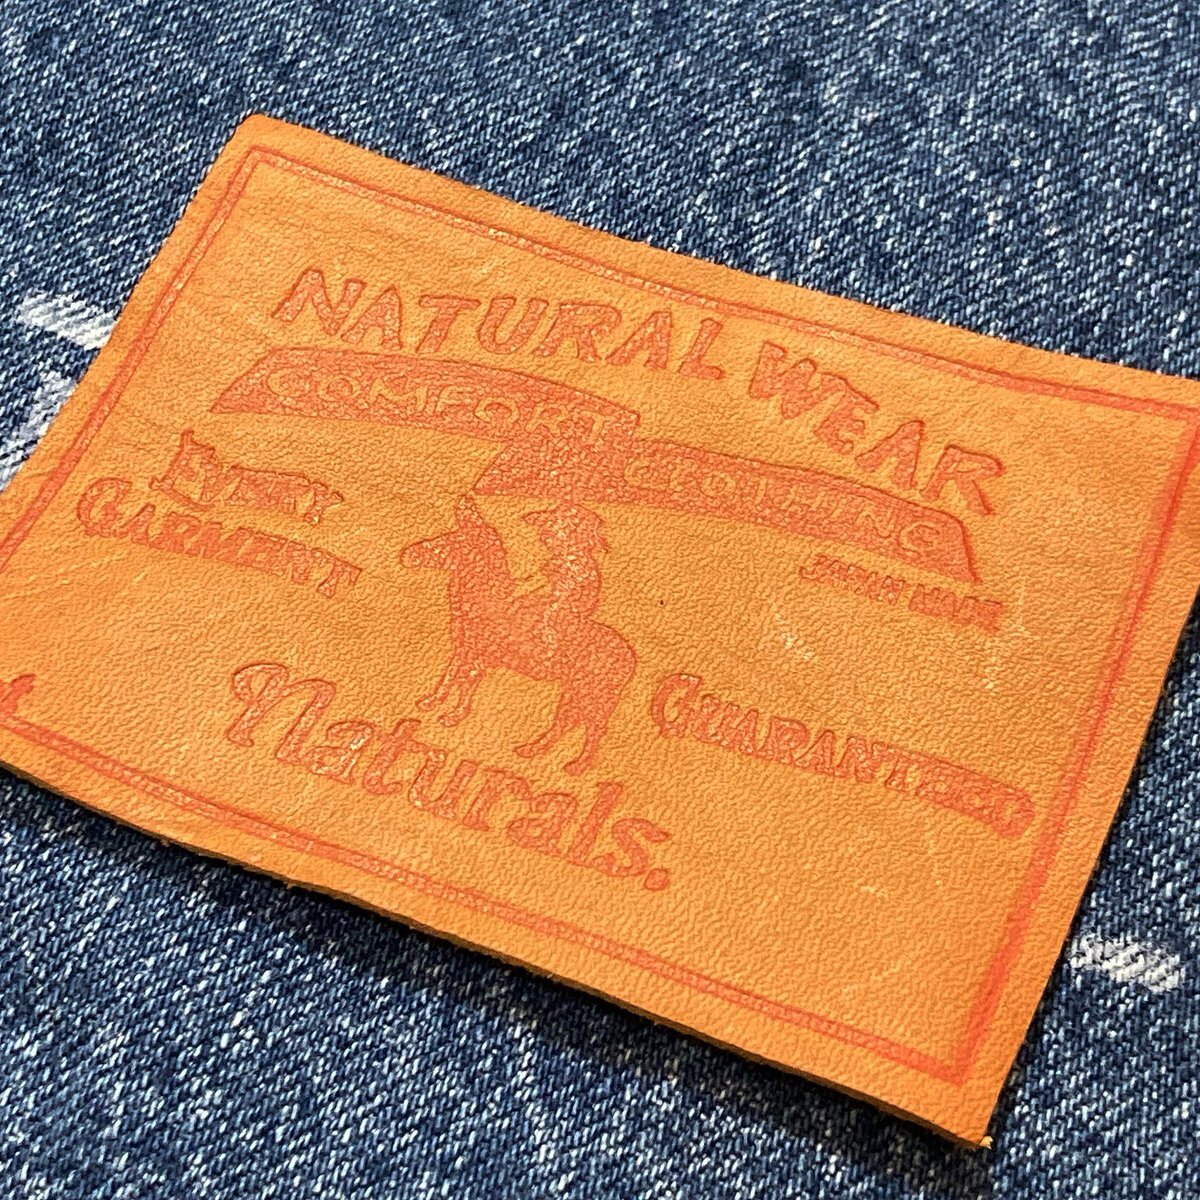 NATURAL WEAR
COMFORT CLOTHING
EVERY
GARMENT
JAPAN MADE
GUARANTEED
Naturals.